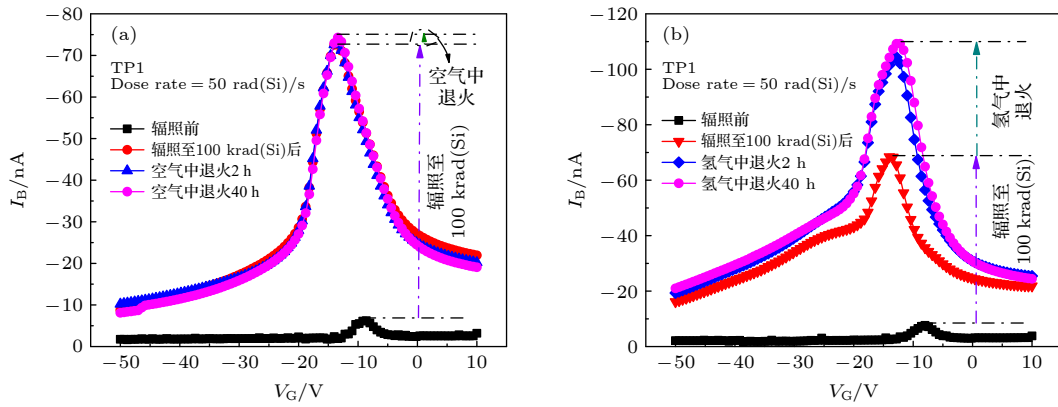 (a)
TP1
Dose rate = 50 rad(Si)/s
辐照前
辐照至100 krad(Si)后
空气中退火2 h
空气中退火40 h
空气中
退火
辐照至
100 krad(Si)
I_B/nA
-80
-70
-60
-50
-40
-30
-20
-10
0
-50
-40
-30
-20
-10
0
10
V_G/V
(b)
TP1
Dose rate = 50 rad(Si)/s
辐照前
辐照至100 krad(Si)后
氢气中退火2 h
氢气中退火40 h
氢气中
退火
辐照至
100 krad(Si)
I_B/nA
-120
-100
-80
-60
-40
-20
0
-50
-40
-30
-20
-10
0
10
V_G/V